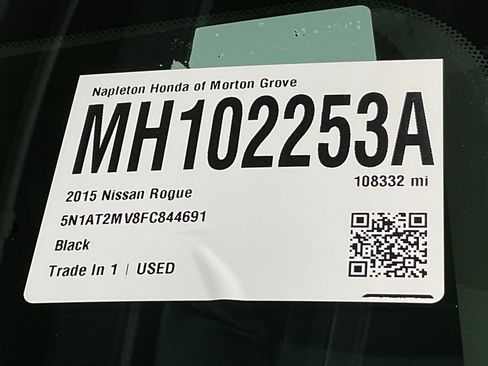 Napleton Honda of Morton Grove
MH102253A
108332 mi
2015 Nissan Rogue
5N1AT2MV8FC844691
Black
Trade In 1 | USED